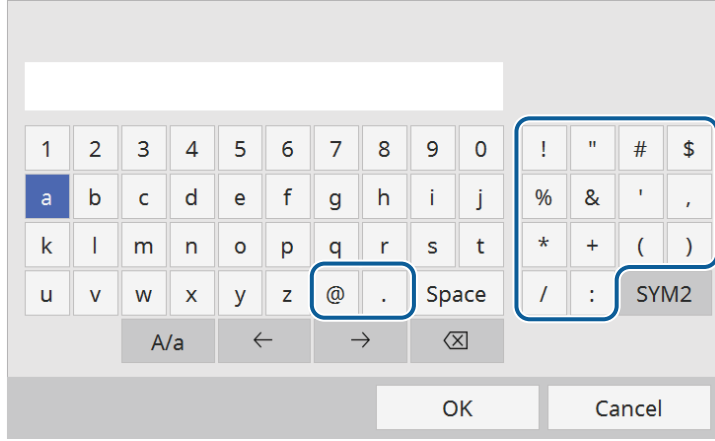 1 2 3 4 5 6 7 8 9 0 ! " # $
a b c d e f g h i j % & ' ,
k l m n o p q r s t * + ( )
u v w x y z @ . Space / : SYM2
A/a ← → ⌫
OK Cancel